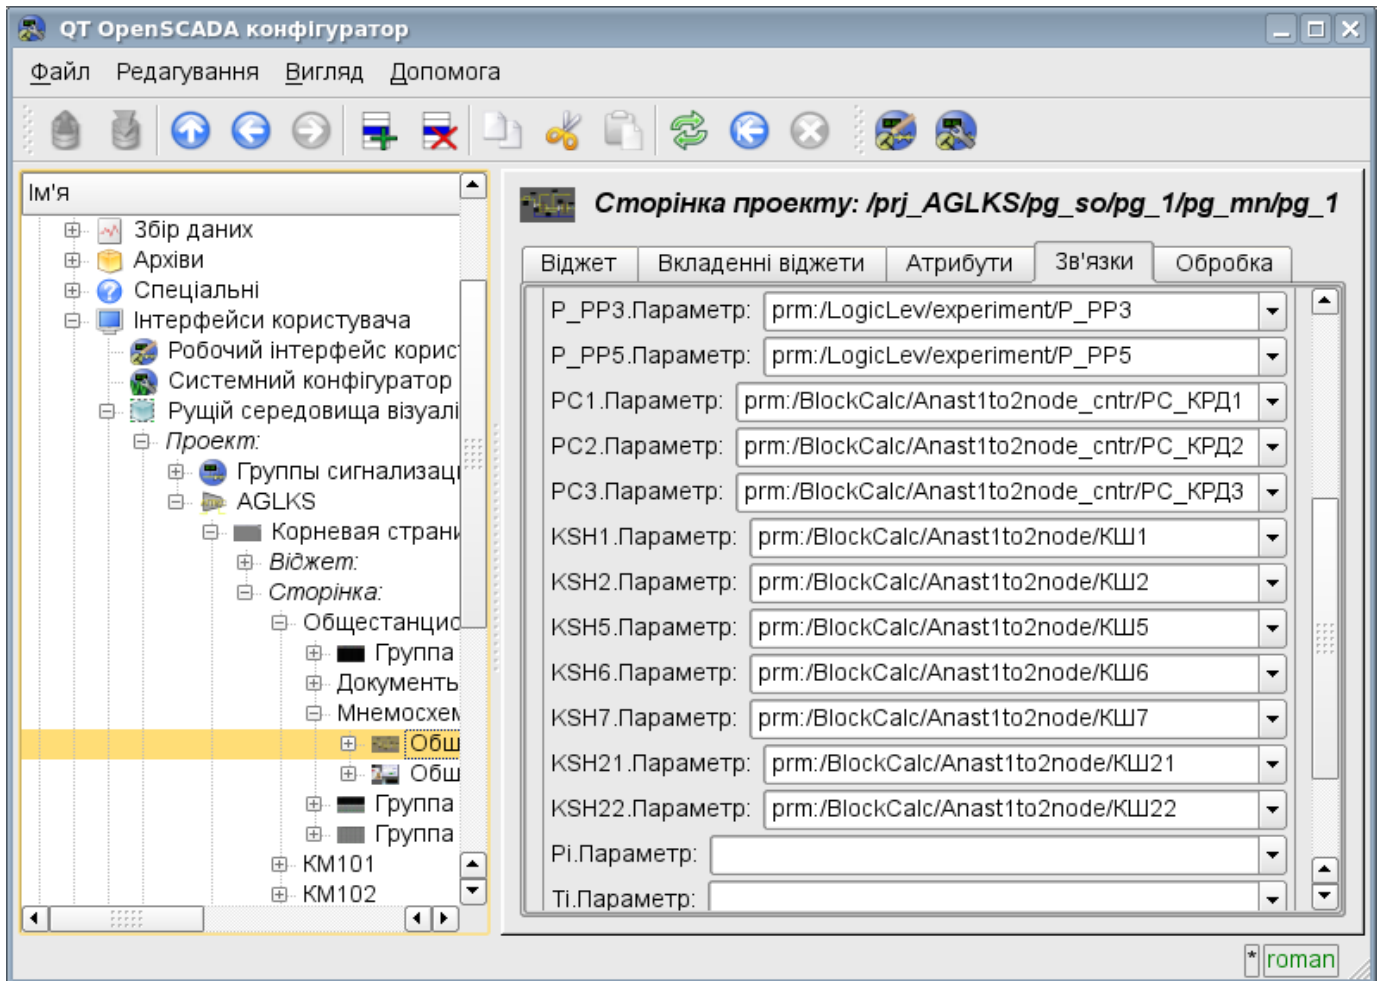 QT OpenSCADA конфігуратор
Файл Редагування Вигляд Допомога
Ім'я
Збір даних
Архіви
Спеціальні
Інтерфейси користувача
Робочий інтерфейс корис
Системний конфігуратор
Рущій середовища візуалі
Проект:
Группы сигнализац
AGLKS
Корневая страни
Віджет:
Сторінка:
Общестанцио
Группа
Документы
Мнемосхем
Общ
Общ
Группа
Группа
КМ101
КМ102
Сторінка проекту: /prj_AGLKS/pg_so/pg_1/pg_mn/pg_1
Віджет Вкладенні віджети Атрибути Зв'язки Обробка
P_PP3.Параметр: prm:/LogicLev/experiment/P_PP3
P_PP5.Параметр: prm:/LogicLev/experiment/P_PP5
PC1.Параметр: prm:/BlockCalc/Anast1to2node_cntr/PC_КРД1
PC2.Параметр: prm:/BlockCalc/Anast1to2node_cntr/PC_КРД2
PC3.Параметр: prm:/BlockCalc/Anast1to2node_cntr/PC_КРД3
KSH1.Параметр: prm:/BlockCalc/Anast1to2node/КШ1
KSH2.Параметр: prm:/BlockCalc/Anast1to2node/КШ2
KSH5.Параметр: prm:/BlockCalc/Anast1to2node/КШ5
KSH6.Параметр: prm:/BlockCalc/Anast1to2node/КШ6
KSH7.Параметр: prm:/BlockCalc/Anast1to2node/КШ7
KSH21.Параметр: prm:/BlockCalc/Anast1to2node/КШ21
KSH22.Параметр: prm:/BlockCalc/Anast1to2node/КШ22
Pi.Параметр:
Ti.Параметр:
* roman